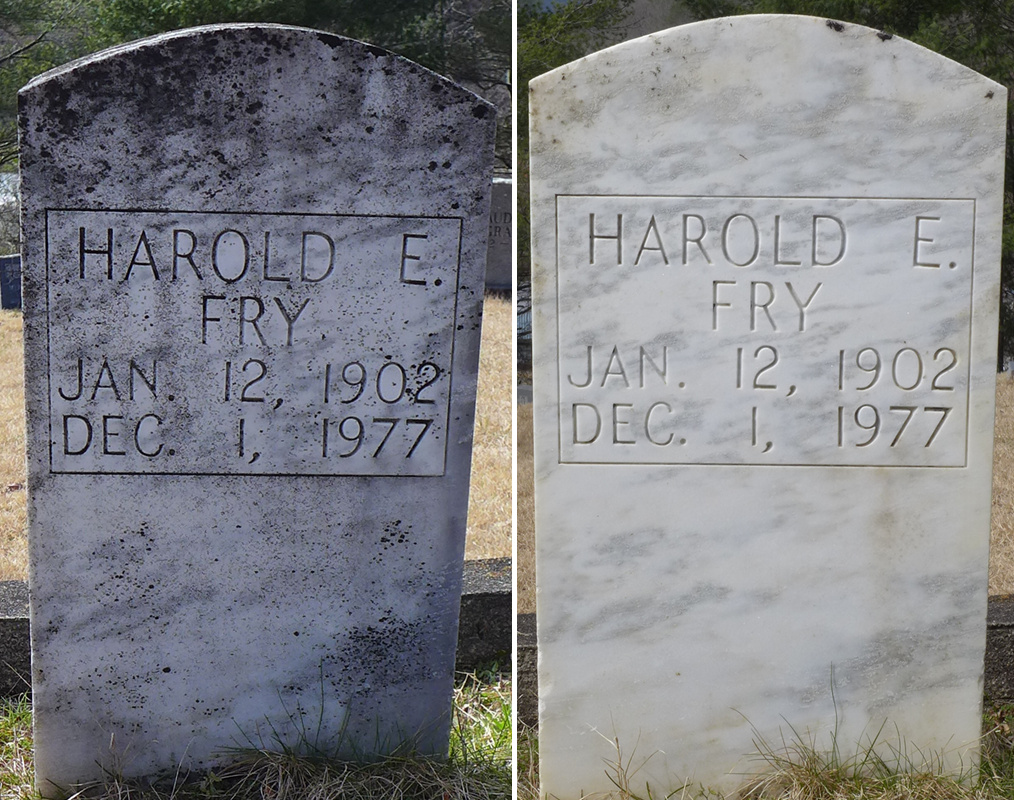 HAROLD E.
FRY
JAN. 12, 1902
DEC. 1, 1977
HAROLD E.
FRY
JAN. 12, 1902
DEC. 1, 1977